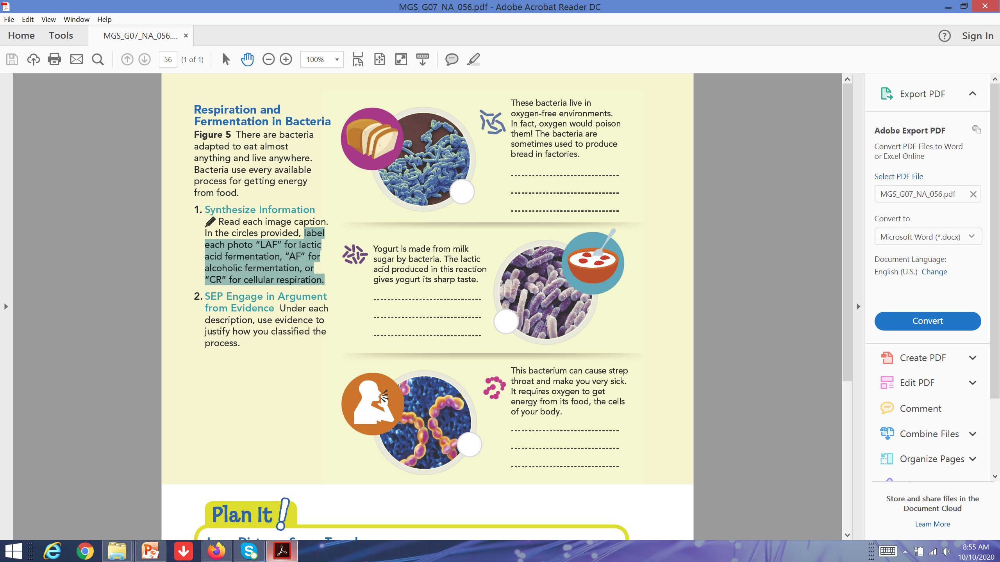 MGS_G07_NA_056.pdf - Adobe Acrobat Reader DC
File Edit View Window Help
Home Tools MGS_G07_NA_056.... × ? Sign In
56 (1 of 1) 100%
Respiration and
Fermentation in Bacteria
Figure 5 There are bacteria
adapted to eat almost
anything and live anywhere.
Bacteria use every available
process for getting energy
from food.
1. Synthesize Information
Read each image caption.
In the circles provided, label
each photo “LAF” for lactic
acid fermentation, “AF” for
alcoholic fermentation, or
“CR” for cellular respiration.
2. SEP Engage in Argument
from Evidence Under each
description, use evidence to
justify how you classified the
process.
These bacteria live in
oxygen-free environments.
In fact, oxygen would poison
them! The bacteria are
sometimes used to produce
bread in factories.
Yogurt is made from milk
sugar by bacteria. The lactic
acid produced in this reaction
gives yogurt its sharp taste.
This bacterium can cause strep
throat and make you very sick.
It requires oxygen to get
energy from its food, the cells
of your body.
Plan It!
Export PDF
Adobe Export PDF
Convert PDF Files to Word
or Excel Online
Select PDF File
MGS_G07_NA_056.pdf
Convert to
Microsoft Word (*.docx)
Document Language:
English (U.S.) Change
Convert
Create PDF
Edit PDF
Comment
Combine Files
Organize Pages
Store and share files in the
Document Cloud
Learn More
8:55 AM
10/10/2020